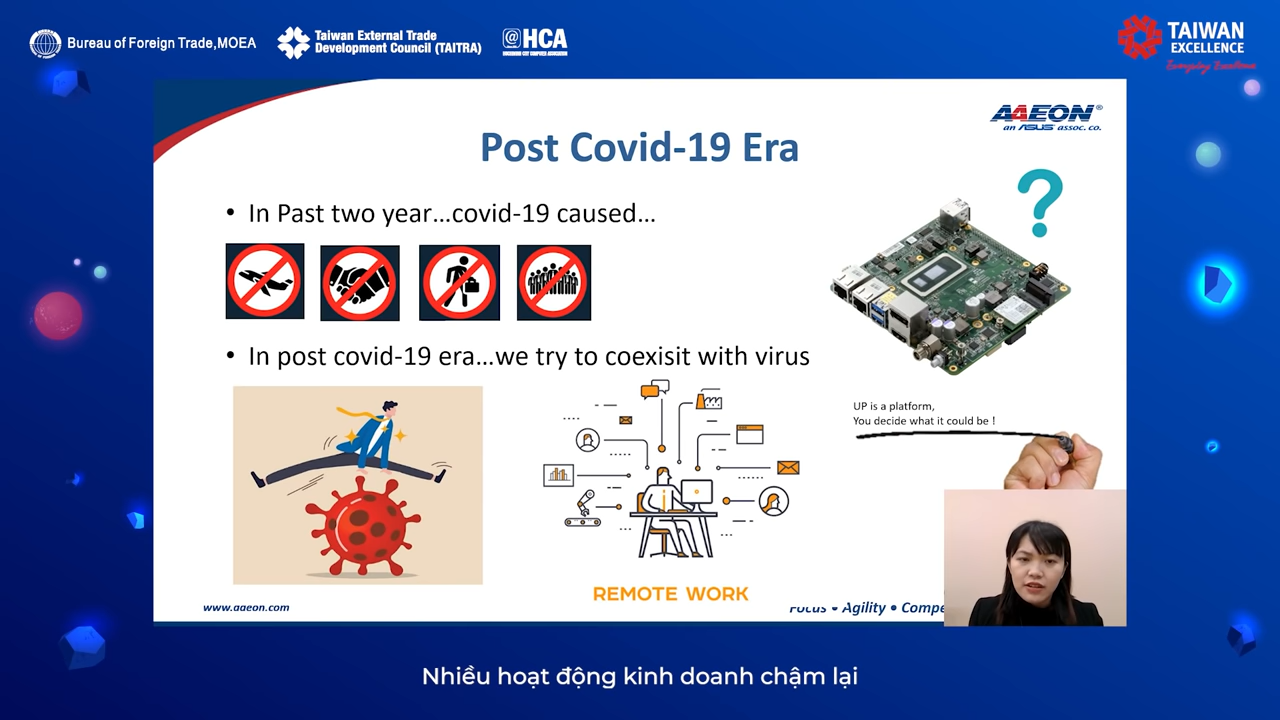 Bureau of Foreign Trade,MOEA
Taiwan External Trade
Development Council (TAITRA)
@HCA
TAIWAN
EXCELLENCE
Everyday Excellence
AAEON®
an ASUS assoc. co.
Post Covid-19 Era
• In Past two year...covid-19 caused...
?
• In post covid-19 era...we try to coexisit with virus
UP is a platform,
You decide what it could be !
REMOTE WORK
www.aaeon.com
Focus • Agility • Compe
Nhiều hoạt động kinh doanh chậm lại